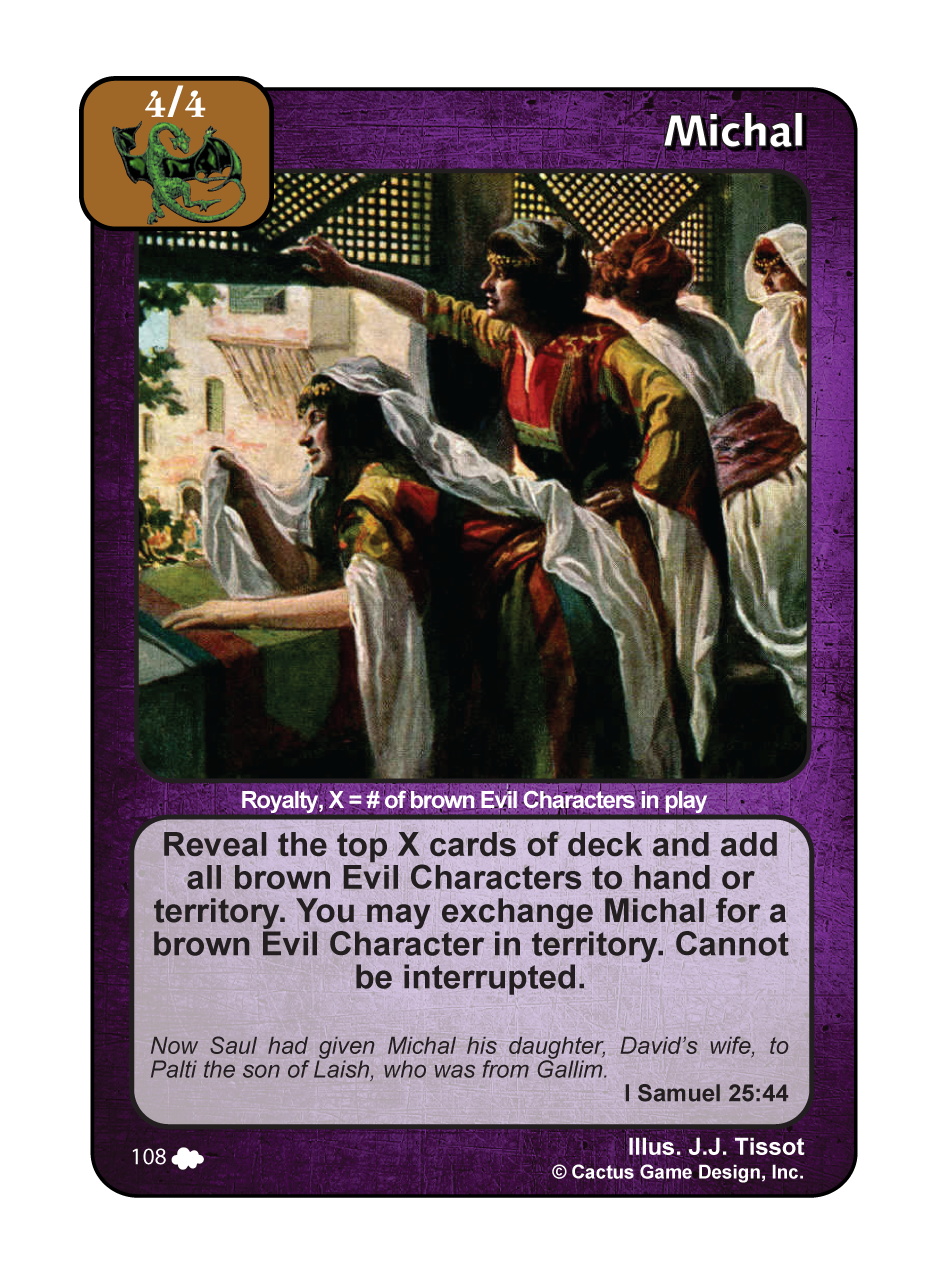 4/4
Michal
Royalty, X = # of brown Evil Characters in play
Reveal the top X cards of deck and add
all brown Evil Characters to hand or
territory. You may exchange Michal for a
brown Evil Character in territory. Cannot
be interrupted.
Now Saul had given Michal his daughter, David's wife, to
Palti the son of Laish, who was from Gallim.
I Samuel 25:44
108
Illus. J.J. Tissot
© Cactus Game Design, Inc.